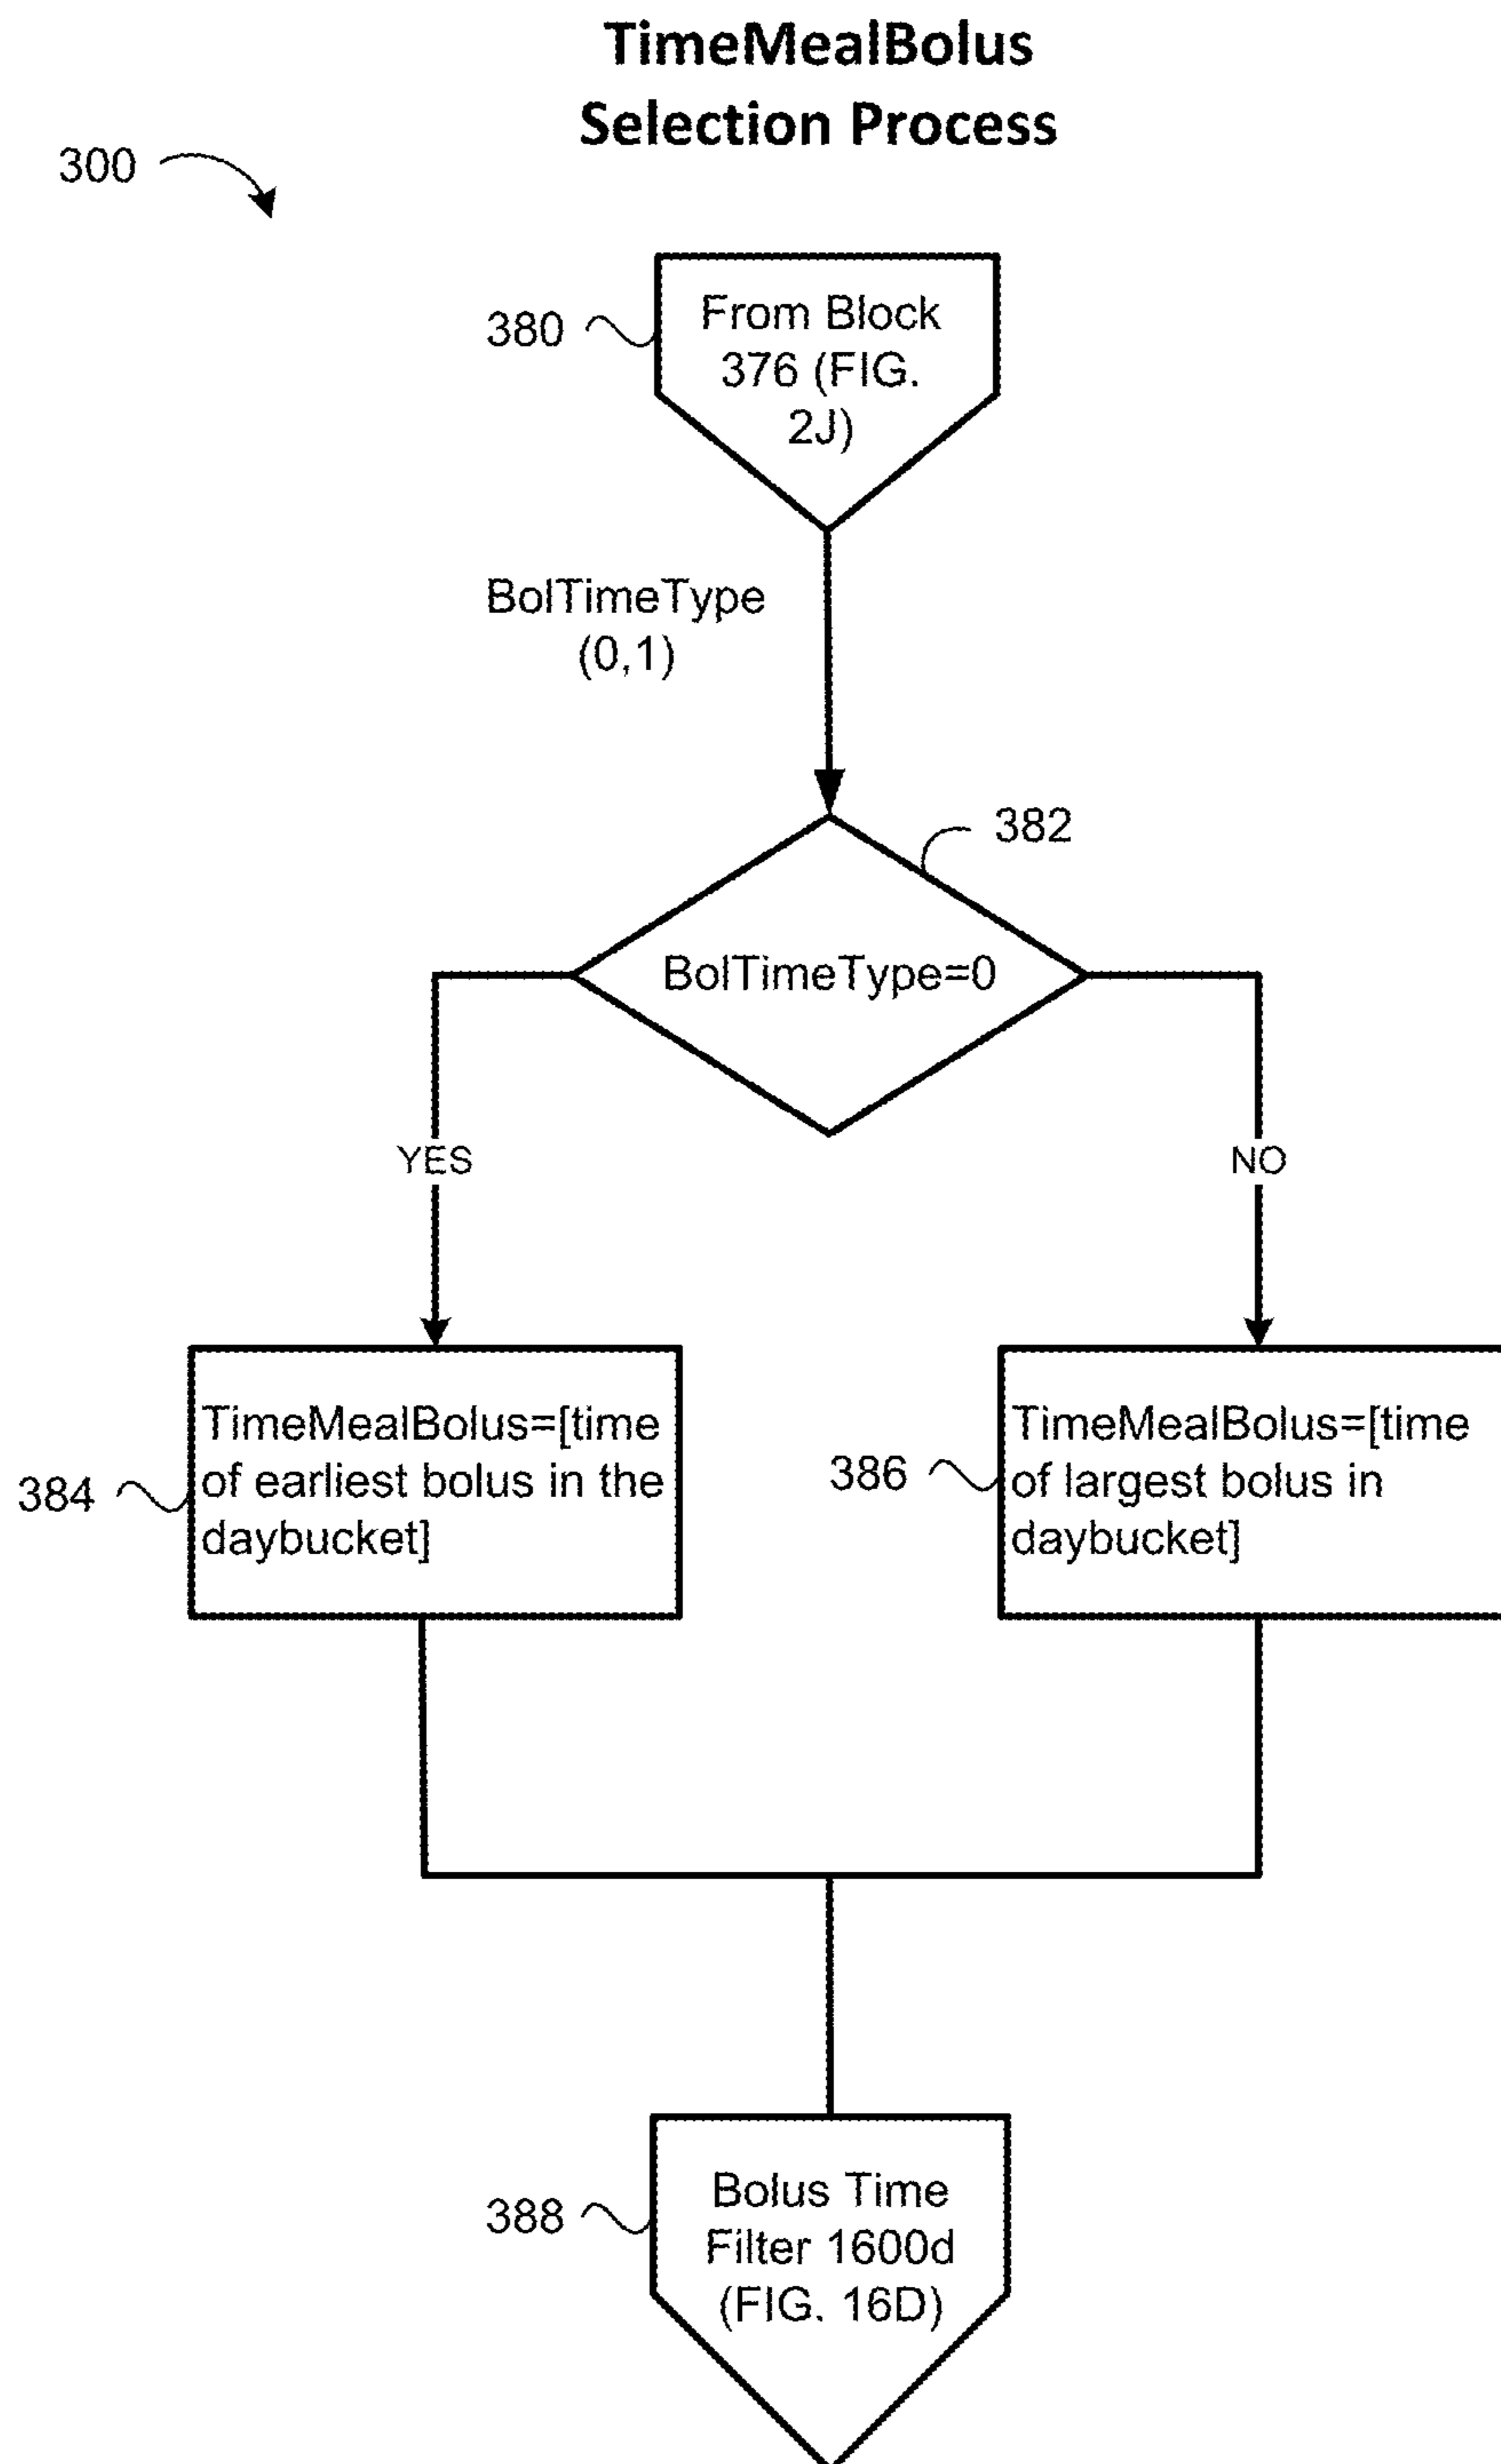 TimeMealBolus
Selection Process
300
380
From Block
376 (FIG.
2J)
BolTimeType
(0,1)
382
BolTimeType=0
YES
NO
384
TimeMealBolus=[time
of earliest bolus in the
daybucket]
386
TimeMealBolus=[time
of largest bolus in
daybucket]
388
Bolus Time
Filter 1600d
(FIG. 16D)